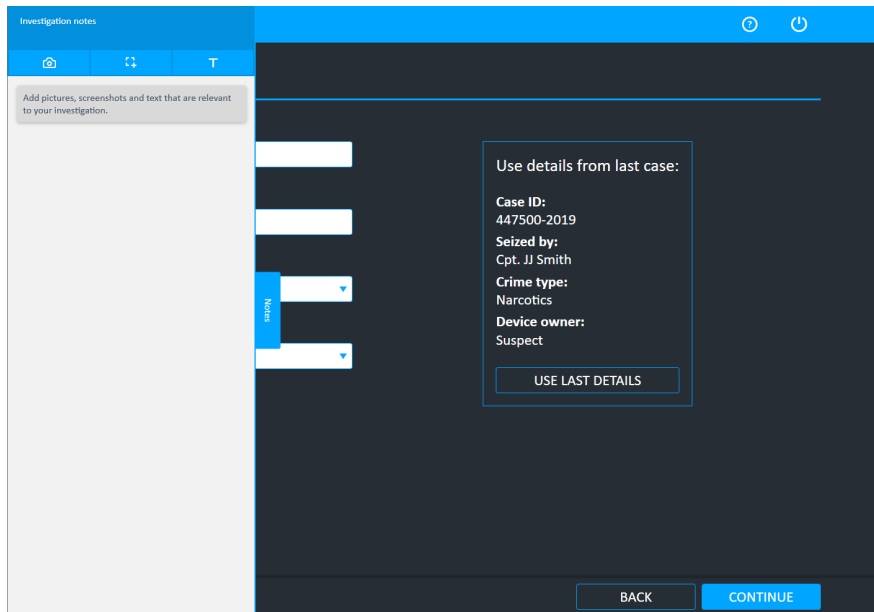 Investigation notes
T
Add pictures, screenshots and text that are relevant
to your investigation.
Notes
Use details from last case:
Case ID:
447500-2019
Seized by:
Cpt. JJ Smith
Crime type:
Narcotics
Device owner:
Suspect
USE LAST DETAILS
BACK
CONTINUE